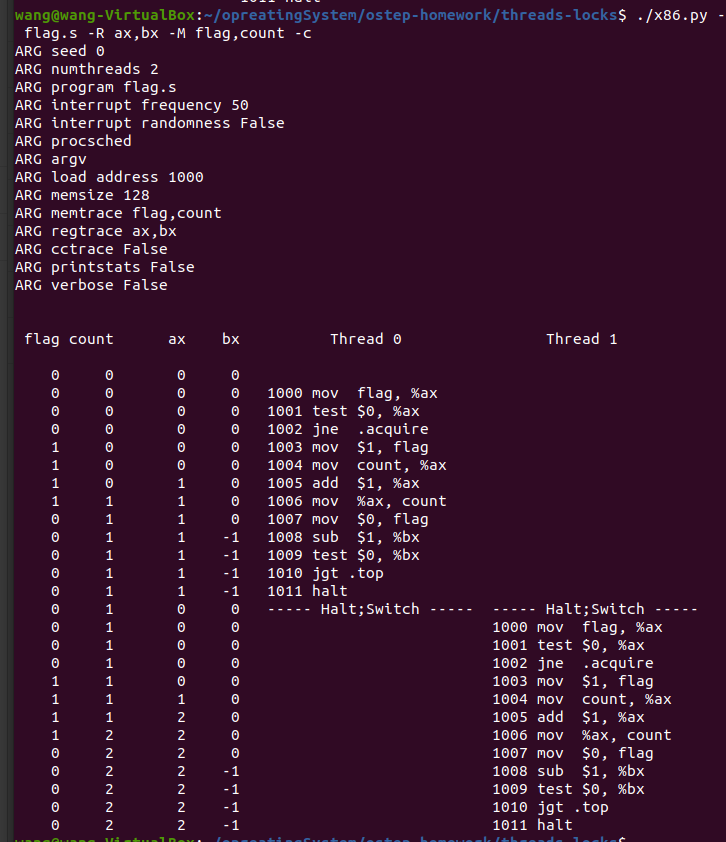 1011 halt
wang@wang-VirtualBox:~/opreatingSystem/ostep-homework/threads-locks$ ./x86.py -
 flag.s -R ax,bx -M flag,count -c
ARG seed 0
ARG numthreads 2
ARG program flag.s
ARG interrupt frequency 50
ARG interrupt randomness False
ARG procsched
ARG argv
ARG load address 1000
ARG memsize 128
ARG memtrace flag,count
ARG regtrace ax,bx
ARG cctrace False
ARG printstats False
ARG verbose False
 flag count      ax    bx          Thread 0                Thread 1
    0     0       0     0
    0     0       0     0   1000 mov  flag, %ax
    0     0       0     0   1001 test $0, %ax
    0     0       0     0   1002 jne  .acquire
    1     0       0     0   1003 mov  $1, flag
    1     0       0     0   1004 mov  count, %ax
    1     0       1     0   1005 add  $1, %ax
    1     1       1     0   1006 mov  %ax, count
    0     1       1     0   1007 mov  $0, flag
    0     1       1    -1   1008 sub  $1, %bx
    0     1       1    -1   1009 test $0, %bx
    0     1       1    -1   1010 jgt .top
    0     1       1    -1   1011 halt
    0     1       0     0   ----- Halt;Switch -----  ----- Halt;Switch -----
    0     1       0     0                            1000 mov  flag, %ax
    0     1       0     0                            1001 test $0, %ax
    0     1       0     0                            1002 jne  .acquire
    1     1       0     0                            1003 mov  $1, flag
    1     1       1     0                            1004 mov  count, %ax
    1     1       2     0                            1005 add  $1, %ax
    1     2       2     0                            1006 mov  %ax, count
    0     2       2     0                            1007 mov  $0, flag
    0     2       2    -1                            1008 sub  $1, %bx
    0     2       2    -1                            1009 test $0, %bx
    0     2       2    -1                            1010 jgt .top
    0     2       2    -1                            1011 halt
wang@wang-VirtualBox:~/opreatingSystem/ostep-homework/threads-locks$